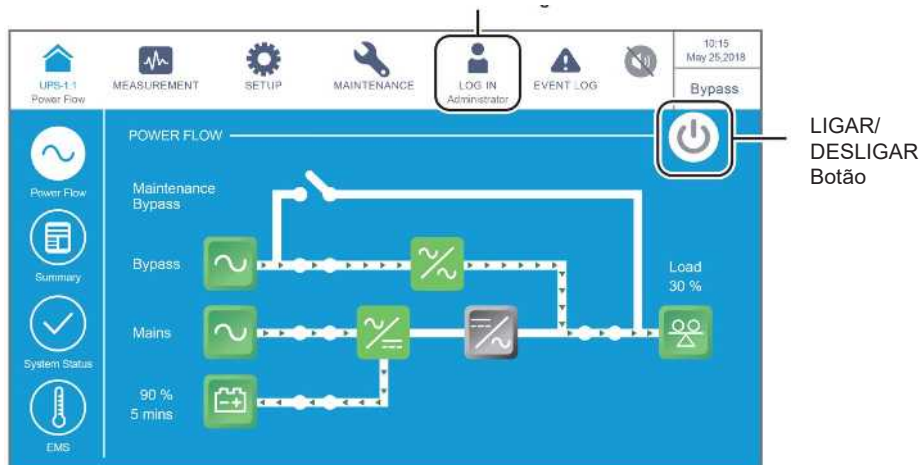 10:15
May 25,2018
UPS-1:1
Power Flow
MEASUREMENT
SETUP
MAINTENANCE
LOG IN
Administrator
EVENT LOG
Bypass
POWER FLOW
LIGAR/
DESLIGAR
Botão
Power Flow
Maintenance
Bypass
Summary
Bypass
Load
30 %
System Status
Mains
90 %
5 mins
EMS